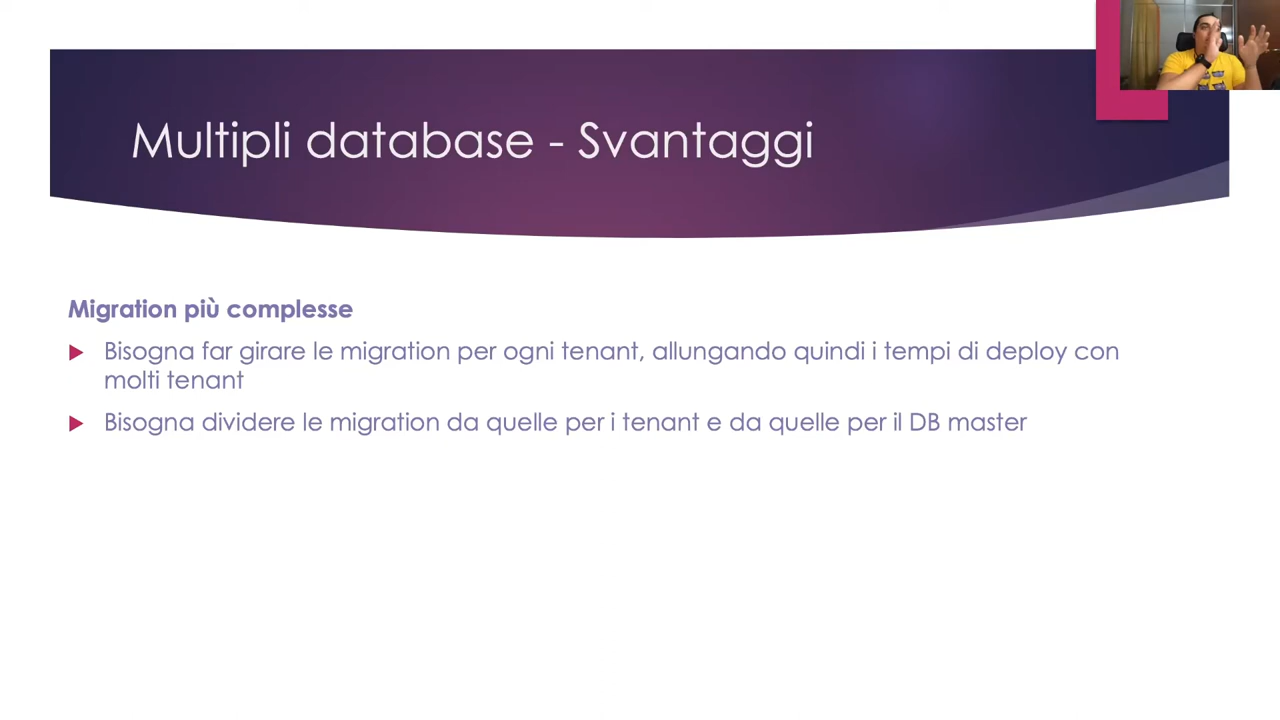 Multipli database - Svantaggi
Migration più complesse
Bisogna far girare le migration per ogni tenant, allungando quindi i tempi di deploy con
molti tenant
Bisogna dividere le migration da quelle per i tenant e da quelle per il DB master